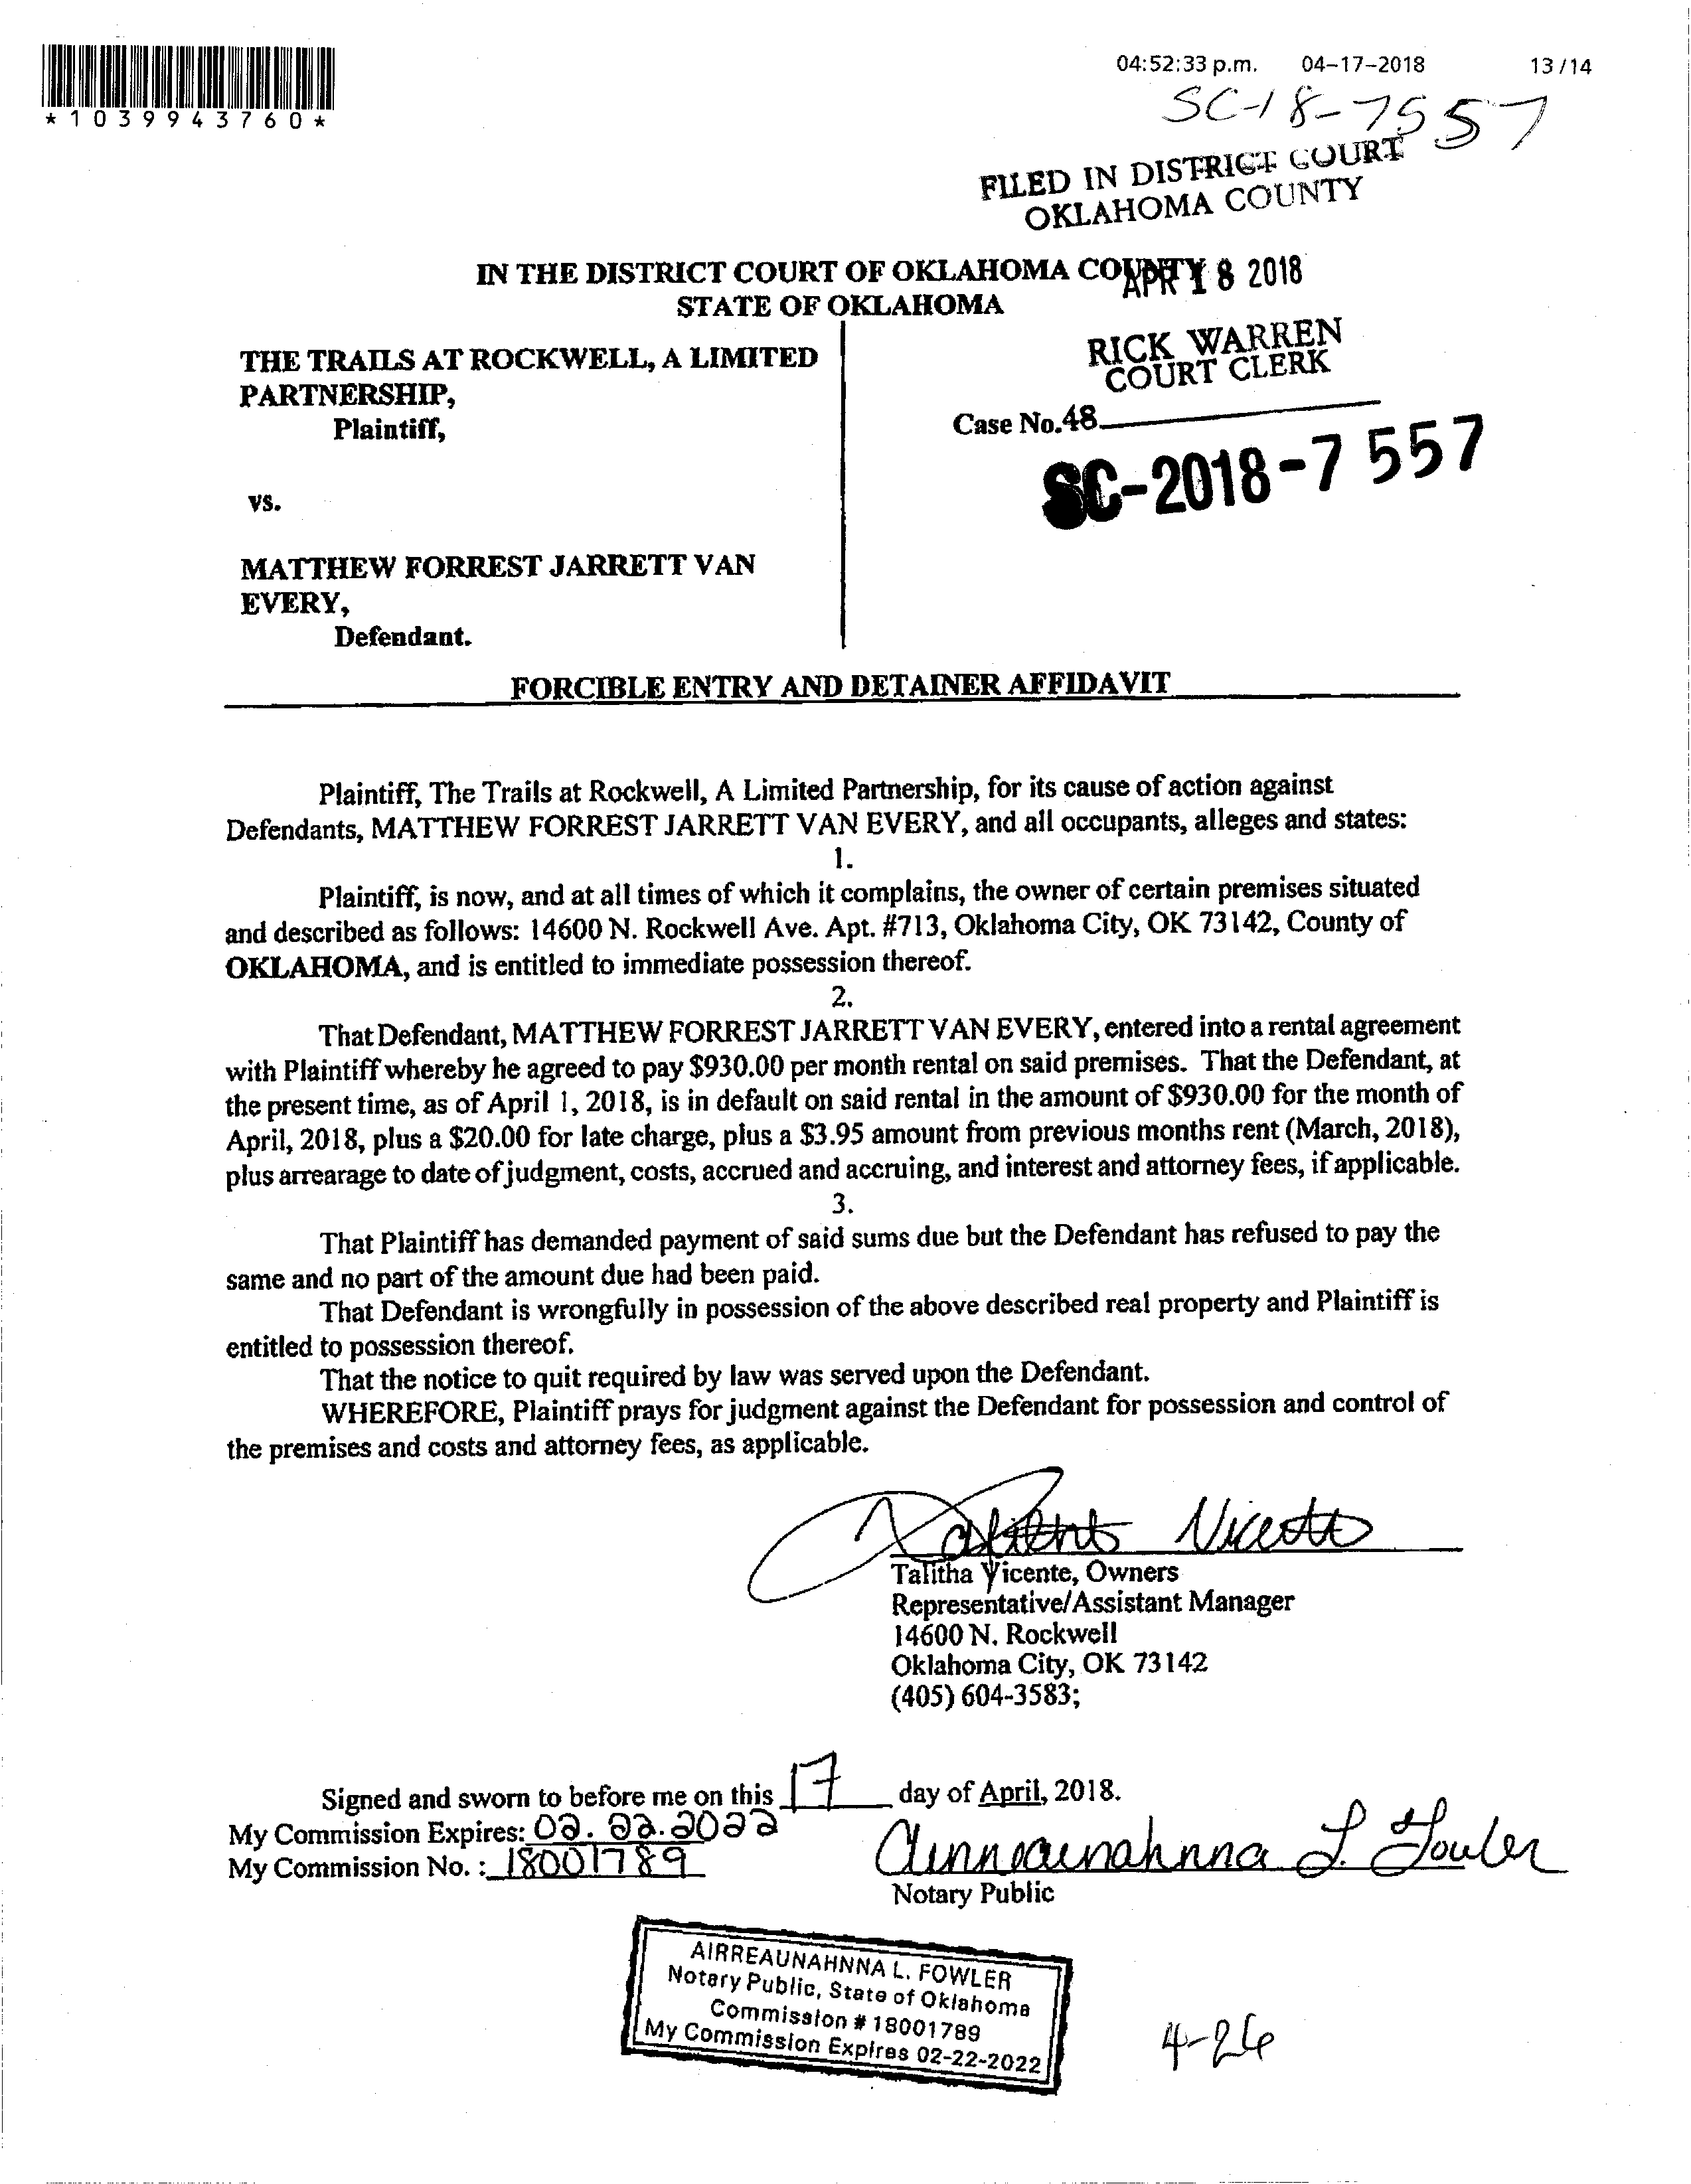 04:52:33 p.m. 04-17-2018 13/14
*1039943760*
SC-18-7557
FILED IN DISTRICT COURT
OKLAHOMA COUNTY
IN THE DISTRICT COURT OF OKLAHOMA COUNTY
APR 18 2018
STATE OF OKLAHOMA
RICK WARREN
COURT CLERK
THE TRAILS AT ROCKWELL, A LIMITED
PARTNERSHIP,
Plaintiff,
Case No.48
SC-2018-7557
vs.
MATTHEW FORREST JARRETT VAN
EVERY,
Defendant.
FORCIBLE ENTRY AND DETAINER AFFIDAVIT
Plaintiff, The Trails at Rockwell, A Limited Partnership, for its cause of action against
Defendants, MATTHEW FORREST JARRETT VAN EVERY, and all occupants, alleges and states:
1.
Plaintiff, is now, and at all times of which it complains, the owner of certain premises situated
and described as follows: 14600 N. Rockwell Ave. Apt. #713, Oklahoma City, OK 73142, County of
OKLAHOMA, and is entitled to immediate possession thereof.
2.
That Defendant, MATTHEW FORREST JARRETT VAN EVERY, entered into a rental agreement
with Plaintiff whereby he agreed to pay $930.00 per month rental on said premises. That the Defendant, at
the present time, as of April 1, 2018, is in default on said rental in the amount of $930.00 for the month of
April, 2018, plus a $20.00 for late charge, plus a $3.95 amount from previous months rent (March, 2018),
plus arrearage to date of judgment, costs, accrued and accruing, and interest and attorney fees, if applicable.
3.
That Plaintiff has demanded payment of said sums due but the Defendant has refused to pay the
same and no part of the amount due had been paid.
That Defendant is wrongfully in possession of the above described real property and Plaintiff is
entitled to possession thereof.
That the notice to quit required by law was served upon the Defendant.
WHEREFORE, Plaintiff prays for judgment against the Defendant for possession and control of
the premises and costs and attorney fees, as applicable.
Talitha Vicente
Talitha Vicente, Owners
Representative/Assistant Manager
14600 N. Rockwell
Oklahoma City, OK 73142
(405) 604-3583;
Signed and sworn to before me on this 17 day of April, 2018.
My Commission Expires: 02.22.2022
My Commission No. : 18001789
Airreaunahnna L. Fowler
Notary Public
AIRREAUNAHNNA L. FOWLER
Notary Public, State of Oklahoma
Commission # 18001789
My Commission Expires 02-22-2022
4-26